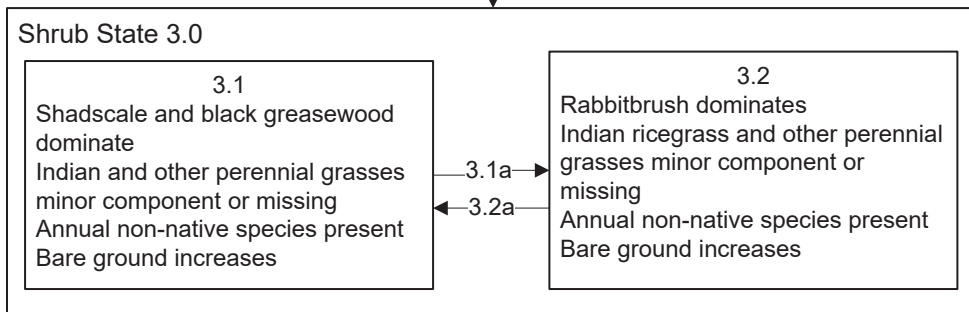 Shrub State 3.0
3.1
Shadscale and black greasewood
dominate
Indian and other perennial grasses
minor component or missing
Annual non-native species present
Bare ground increases
3.1a
3.2a
3.2
Rabbitbrush dominates
Indian ricegrass and other perennial
grasses minor component or
missing
Annual non-native species present
Bare ground increases